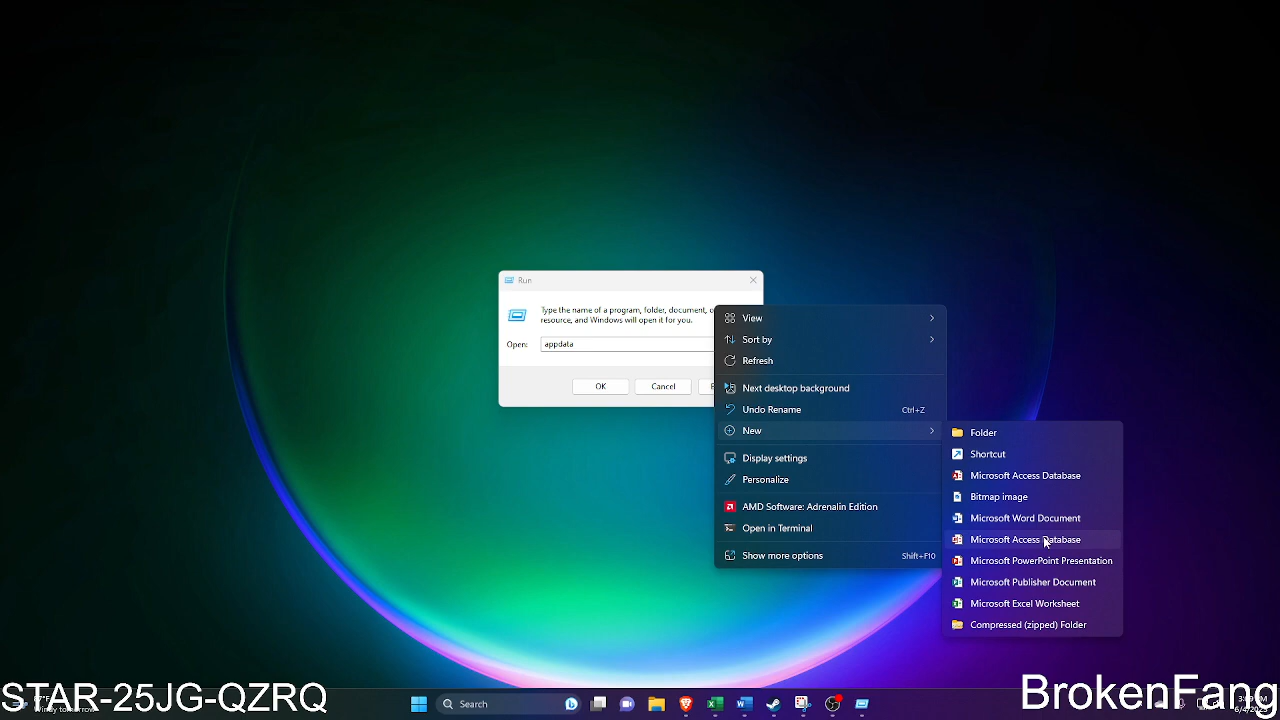 Run
Type the name of a program, folder, document, o
resource, and Windows will open it for you.
Open:
appdata
OK
Cancel
View
Sort by
Refresh
Next desktop background
Undo Rename
Ctrl+Z
New
Display settings
Personalize
AMD Software: Adrenalin Edition
Open in Terminal
Show more options
Shift+F10
Folder
Shortcut
Microsoft Access Database
Bitmap image
Microsoft Word Document
Microsoft Access Database
Microsoft PowerPoint Presentation
Microsoft Publisher Document
Microsoft Excel Worksheet
Compressed (zipped) Folder
STAR-25JG-QZRQ
Windy tomorrow
Search
BrokenFang